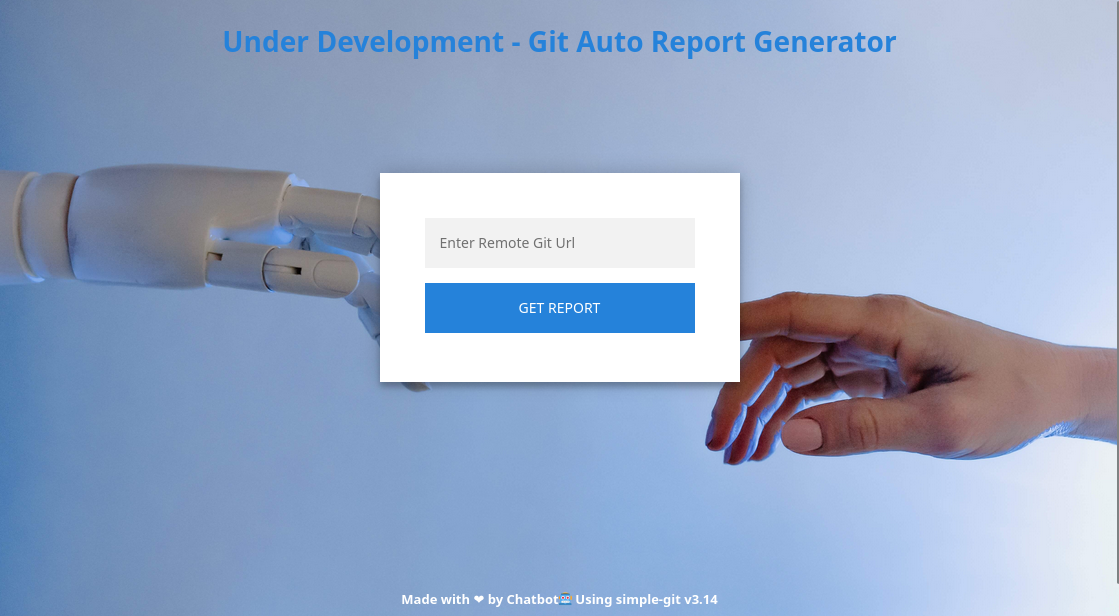 Under Development - Git Auto Report Generator
Enter Remote Git Url
GET REPORT
Made with ❤ by Chatbot🤖 Using simple-git v3.14